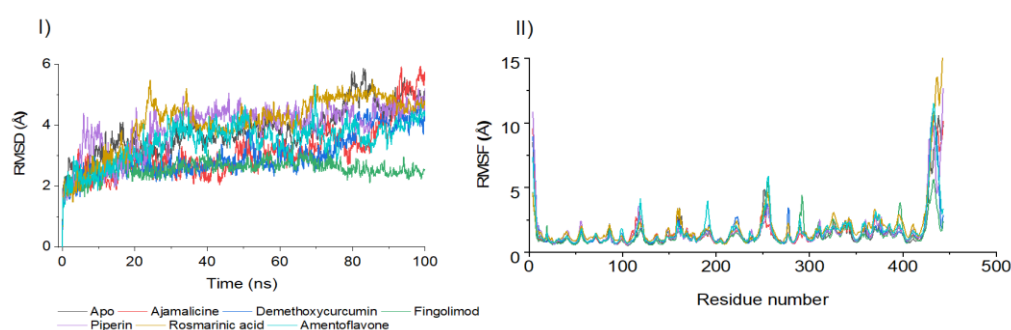 I)
II)
6
4
2
0
RMSD (Å)
0 20 40 60 80 100
Time (ns)
15
10
5
0
RMSF (Å)
0 100 200 300 400 500
Residue number
Apo Ajamalicine Demethoxycurcumin Fingolimod
Piperin Rosmarinic acid Amentoflavone